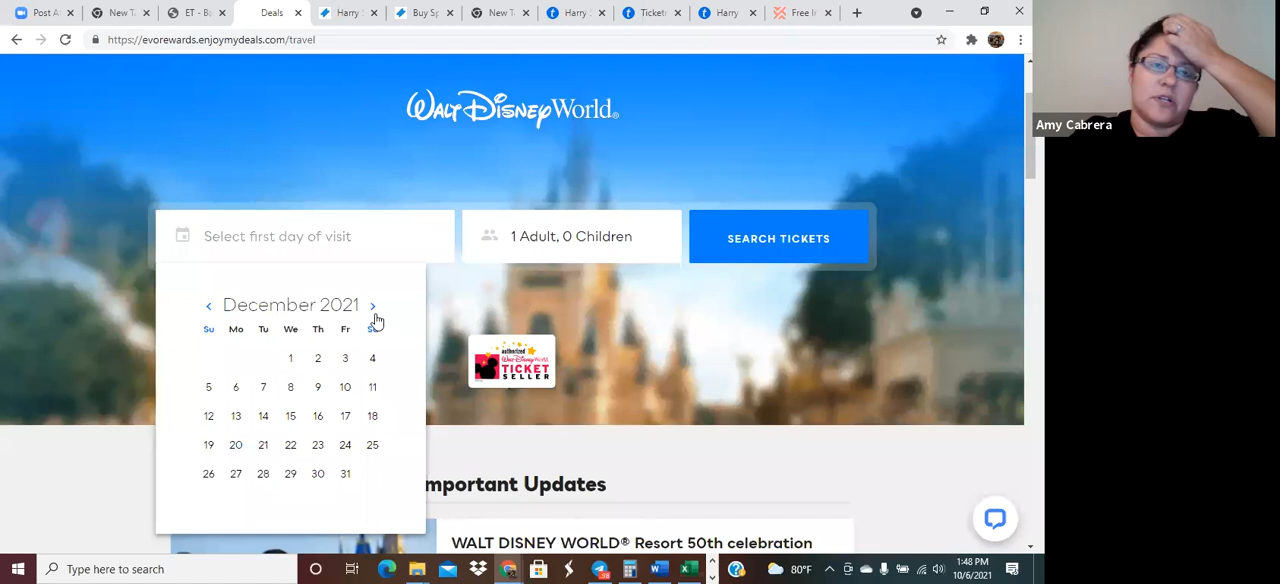 Post A
New T
ET - B
Deals
Harry
Buy Sp
New T
Harry
Tickets
Harry
Free In
https://evorewards.enjoymydeals.com/travel
WALT DISNEY World®
Amy Cabrera
Select first day of visit
1 Adult, 0 Children
SEARCH TICKETS
December 2021
Su Mo Tu We Th Fr
1 2 3 4
5 6 7 8 9 10 11
12 13 14 15 16 17 18
19 20 21 22 23 24 25
26 27 28 29 30 31
authorized
Walt Disney World
TICKET
SELLER
mportant Updates
WALT DISNEY WORLD® Resort 50th celebration
Type here to search
80°F
1:48 PM
10/6/2021